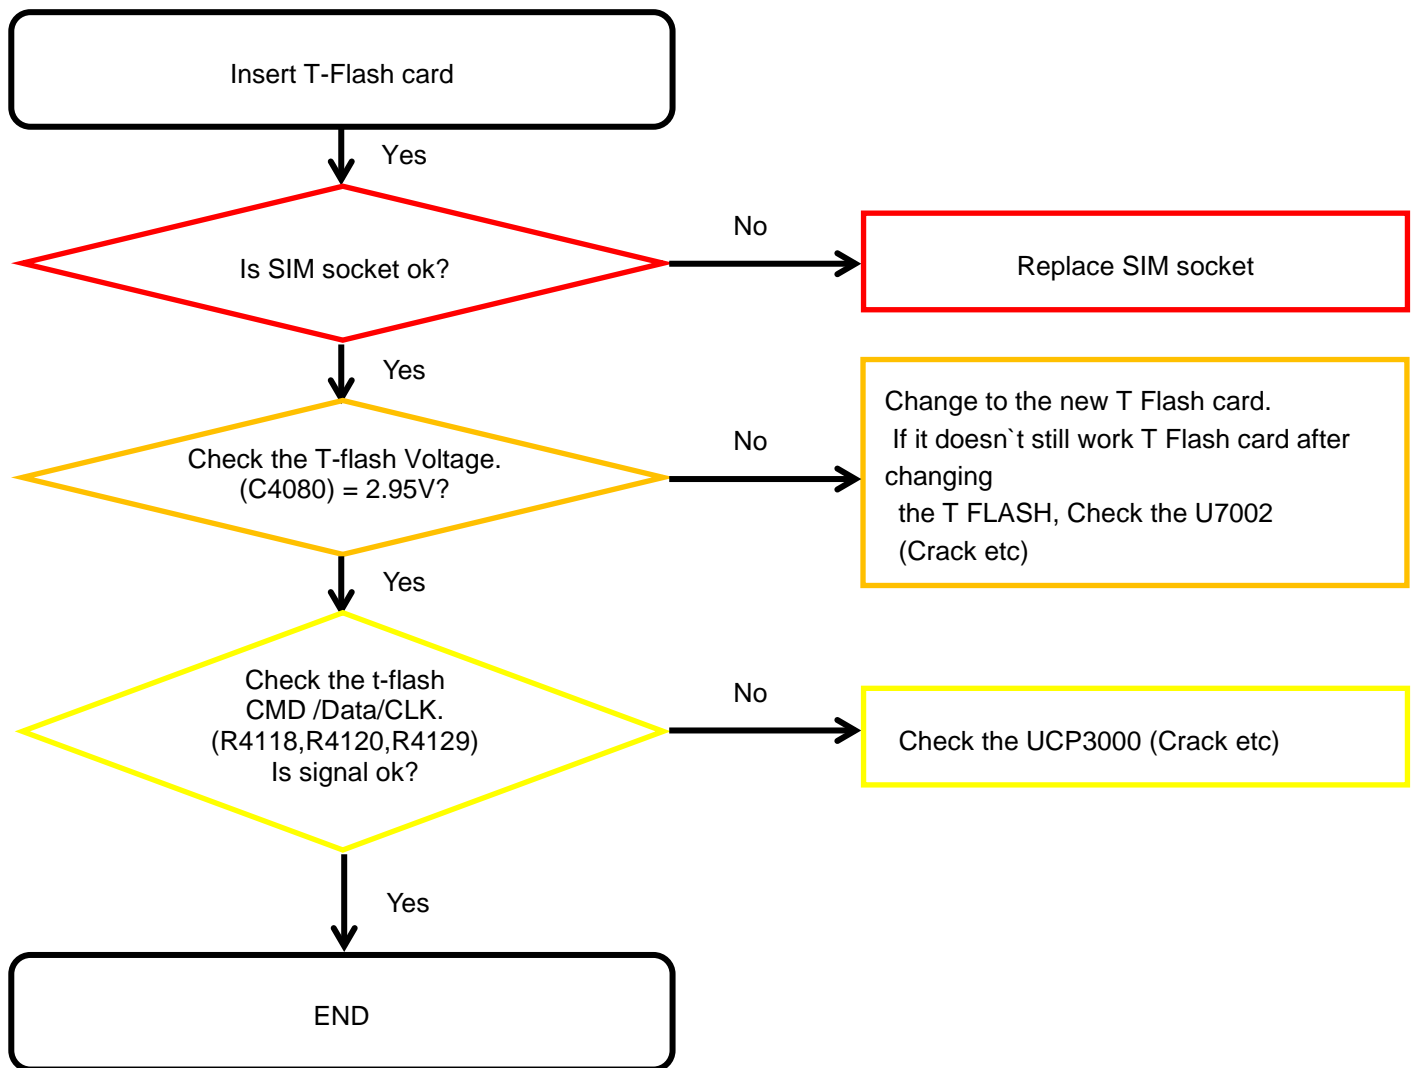 Insert T-Flash card
Yes
Is SIM socket ok?
No
Replace SIM socket
Yes
Check the T-flash Voltage.
(C4080) = 2.95V?
No
Change to the new T Flash card.
If it doesn`t still work T Flash card after
changing
the T FLASH, Check the U7002
(Crack etc)
Yes
Check the t-flash
CMD /Data/CLK.
(R4118,R4120,R4129)
Is signal ok?
No
Check the UCP3000 (Crack etc)
Yes
END